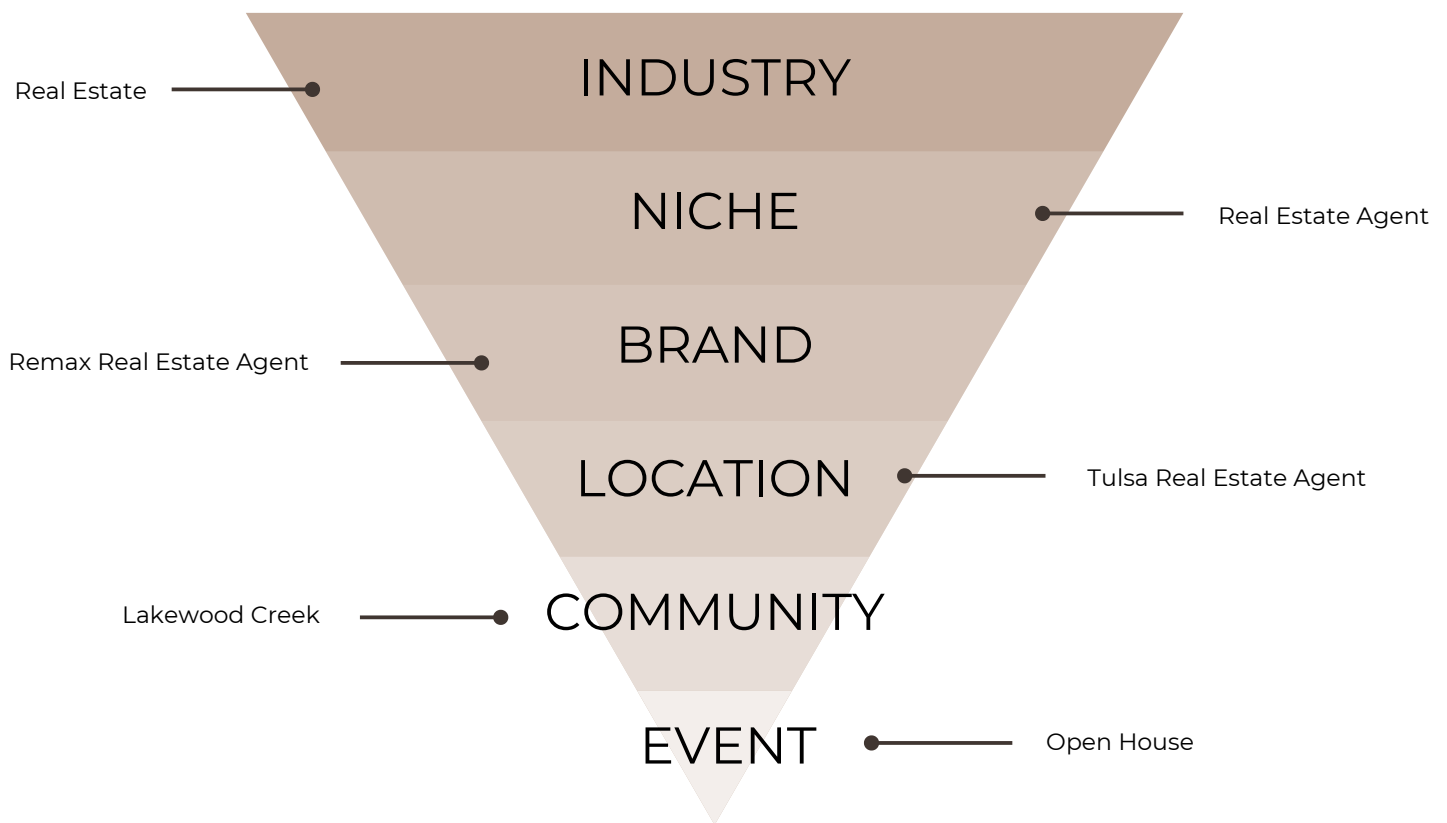 INDUSTRY
Real Estate
NICHE
Real Estate Agent
BRAND
Remax Real Estate Agent
LOCATION
Tulsa Real Estate Agent
COMMUNITY
Lakewood Creek
EVENT
Open House